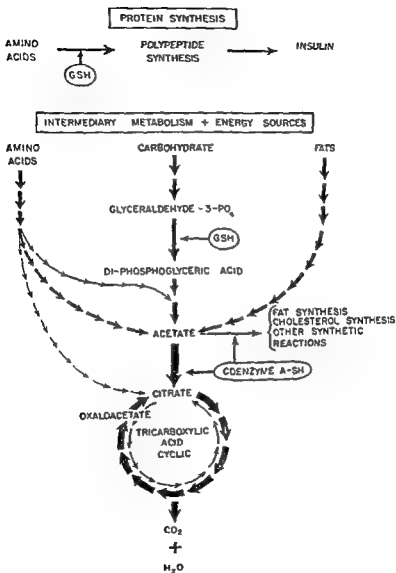 PROTEIN SYNTHESIS
AMINO
ACIDS
GSH
POLYPEPTIDE
SYNTHESIS
INSULIN
INTERMEDIARY METABOLISM + ENERGY SOURCES
AMINO
ACIDS
CARBOHYDRATE
FATS
GLYCERALDEHYDE-3-PO4
GSH
DI-PHOSPHOGLYCERIC ACID
ACETATE
FAT SYNTHESIS
CHOLESTEROL SYNTHESIS
OTHER SYNTHETIC
REACTIONS
COENZYME A-SH
CITRATE
OXALOACETATE
TRICARBOXYLIC
ACID
CYCLIC
CO2
+
H2O